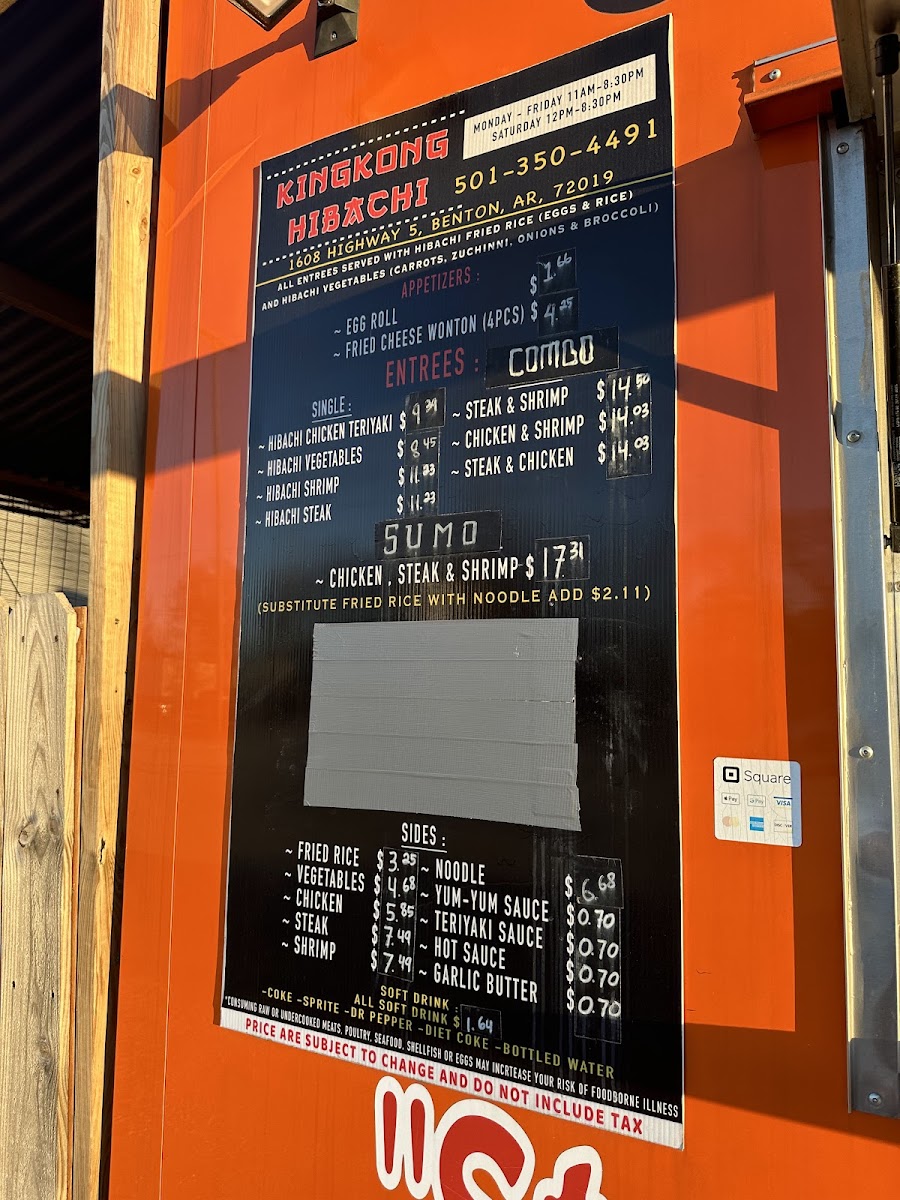 MONDAY - FRIDAY 11AM-8:30PM
SATURDAY 12PM-8:30PM
KINGKONG
HIBACHI
501-350-4491
1608 HIGHWAY 5, BENTON, AR, 72019
ALL ENTREES SERVED WITH HIBACHI FRIED RICE (EGGS & RICE)
AND HIBACHI VEGETABLES (CARROTS, ZUCHINNI, ONIONS & BROCCOLI)
APPETIZERS :
~ EGG ROLL $ 1.66
~ FRIED CHEESE WONTON (4PCS) $ 4.25
ENTREES : COMBO
SINGLE :
~ HIBACHI CHICKEN TERIYAKI $ 9.39
~ HIBACHI VEGETABLES $ 8.45
~ HIBACHI SHRIMP $ 11.23
~ HIBACHI STEAK $ 11.23
~ STEAK & SHRIMP $ 14.50
~ CHICKEN & SHRIMP $ 14.03
~ STEAK & CHICKEN $ 14.03
SUMO
~ CHICKEN , STEAK & SHRIMP $ 17.31
(SUBSTITUTE FRIED RICE WITH NOODLE ADD $2.11)
SIDES :
~ FRIED RICE $ 3.25
~ VEGETABLES $ 4.68
~ CHICKEN $ 5.85
~ STEAK $ 7.49
~ SHRIMP $ 7.49
~ NOODLE $ 6.68
~ YUM-YUM SAUCE $ 0.70
~ TERIYAKI SAUCE $ 0.70
~ HOT SAUCE $ 0.70
~ GARLIC BUTTER $ 0.70
SOFT DRINK :
ALL SOFT DRINK $ 1.64
-COKE -SPRITE -DR PEPPER -DIET COKE -BOTTLED WATER
*CONSUMING RAW OR UNDERCOOKED MEATS, POULTRY, SEAFOOD, SHELLFISH OR EGGS MAY INCRTEASE YOUR RISK OF FOODBORNE ILLNESS
PRICE ARE SUBJECT TO CHANGE AND DO NOT INCLUDE TAX
Square
Pay
G Pay
VISA
DISCOVER